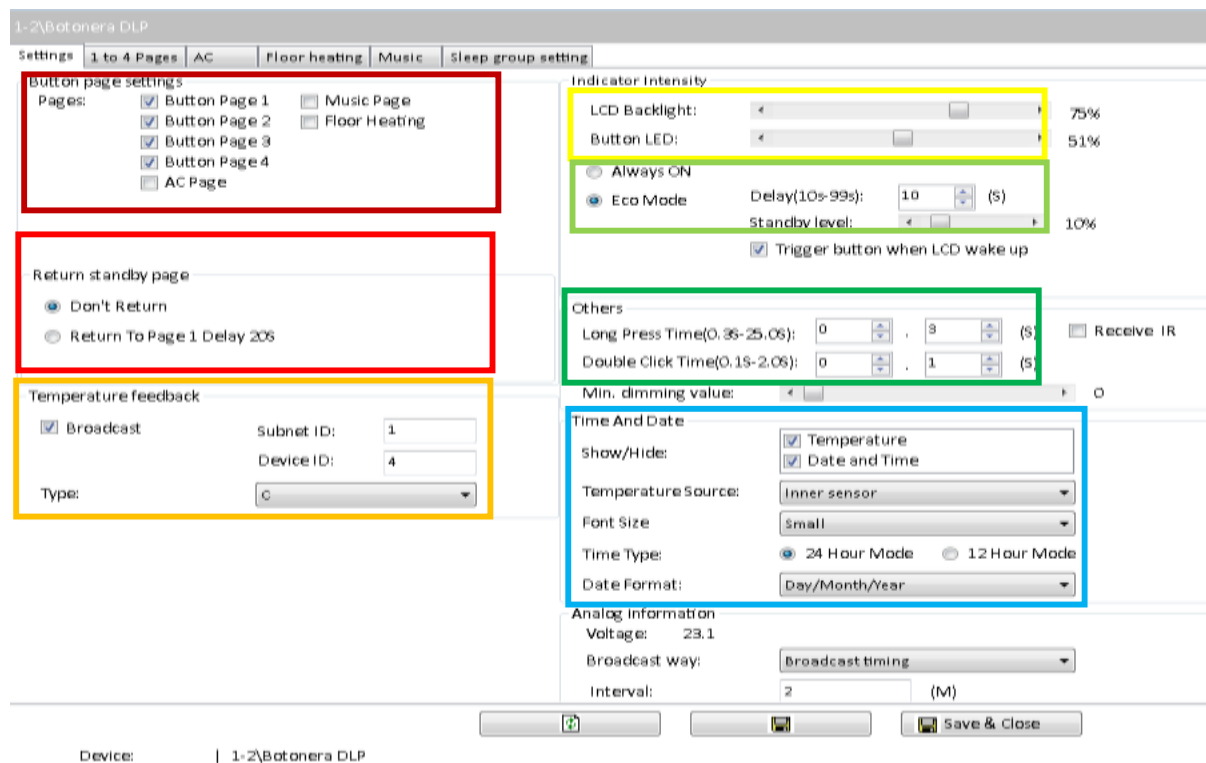 1-2\Botonera DLP
Settings 1 to 4 Pages AC Floor heating Music Sleep group setting
Button page settings
Pages:
Button Page 1 Music Page
Button Page 2 Floor Heating
Button Page 3
Button Page 4
AC Page
Return standby page
Don't Return
Return To Page 1 Delay 20S
Temperature feedback
Broadcast Subnet ID: 1
Device ID: 4
Type: C
Indicator Intensity
LCD Backlight: 75%
Button LED: 51%
Always ON
Eco Mode Delay(10s-99s): 10 (S)
Standby level: 10%
Trigger button when LCD wake up
Others
Long Press Time(0.3S-25.0S): 0 . 3 (S) Receive IR
Double Click Time(0.1S-2.0S): 0 . 1 (S)
Min. dimming value: 0
Time And Date
Show/Hide: Temperature
Date and Time
Temperature Source: Inner sensor
Font Size Small
Time Type: 24 Hour Mode 12 Hour Mode
Date Format: Day/Month/Year
Analog Information
Voltage: 23.1
Broadcast way: Broadcast timing
Interval: 2 (M)
Save & Close
Device: 1-2\Botonera DLP